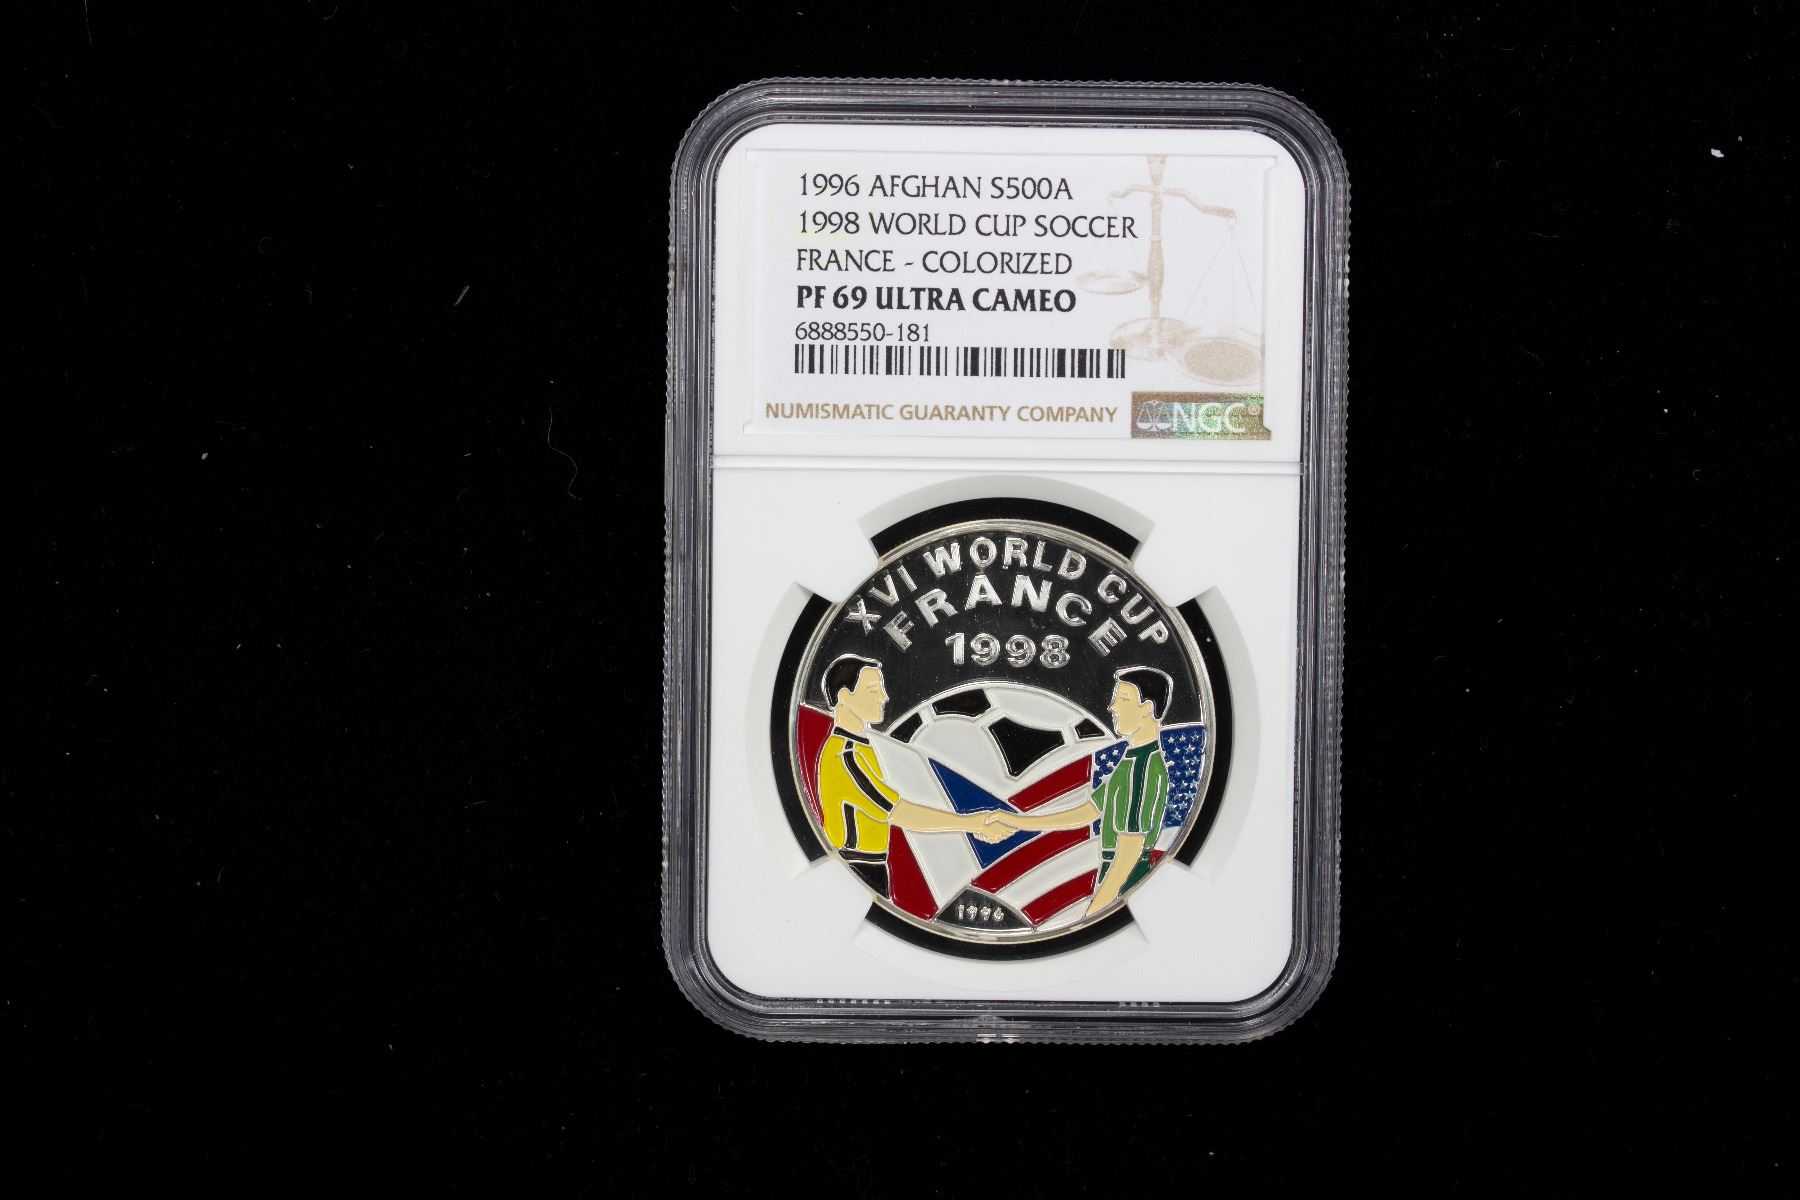 1996 AFGHAN S500A
1998 WORLD CUP SOCCER
FRANCE - COLORIZED
PF 69 ULTRA CAMEO
6888550-181
NUMISMATIC GUARANTY COMPANY
NGC®
XVI WORLD CUP
FRANCE
1998
1996